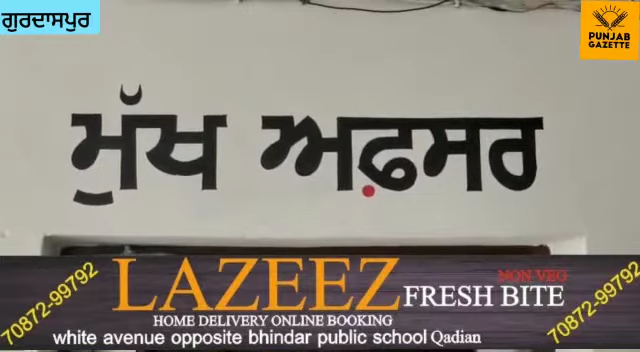 ਗੁਰਦਾਸਪੁਰ
PUNJAB
GAZETTE
ਮੁੱਖ ਅਫ਼ਸਰ
70872-99792
LAZEEZ
NON VEG
FRESH BITE
70872-99792
HOME DELIVERY ONLINE BOOKING
white avenue opposite bhindar public school Qadian